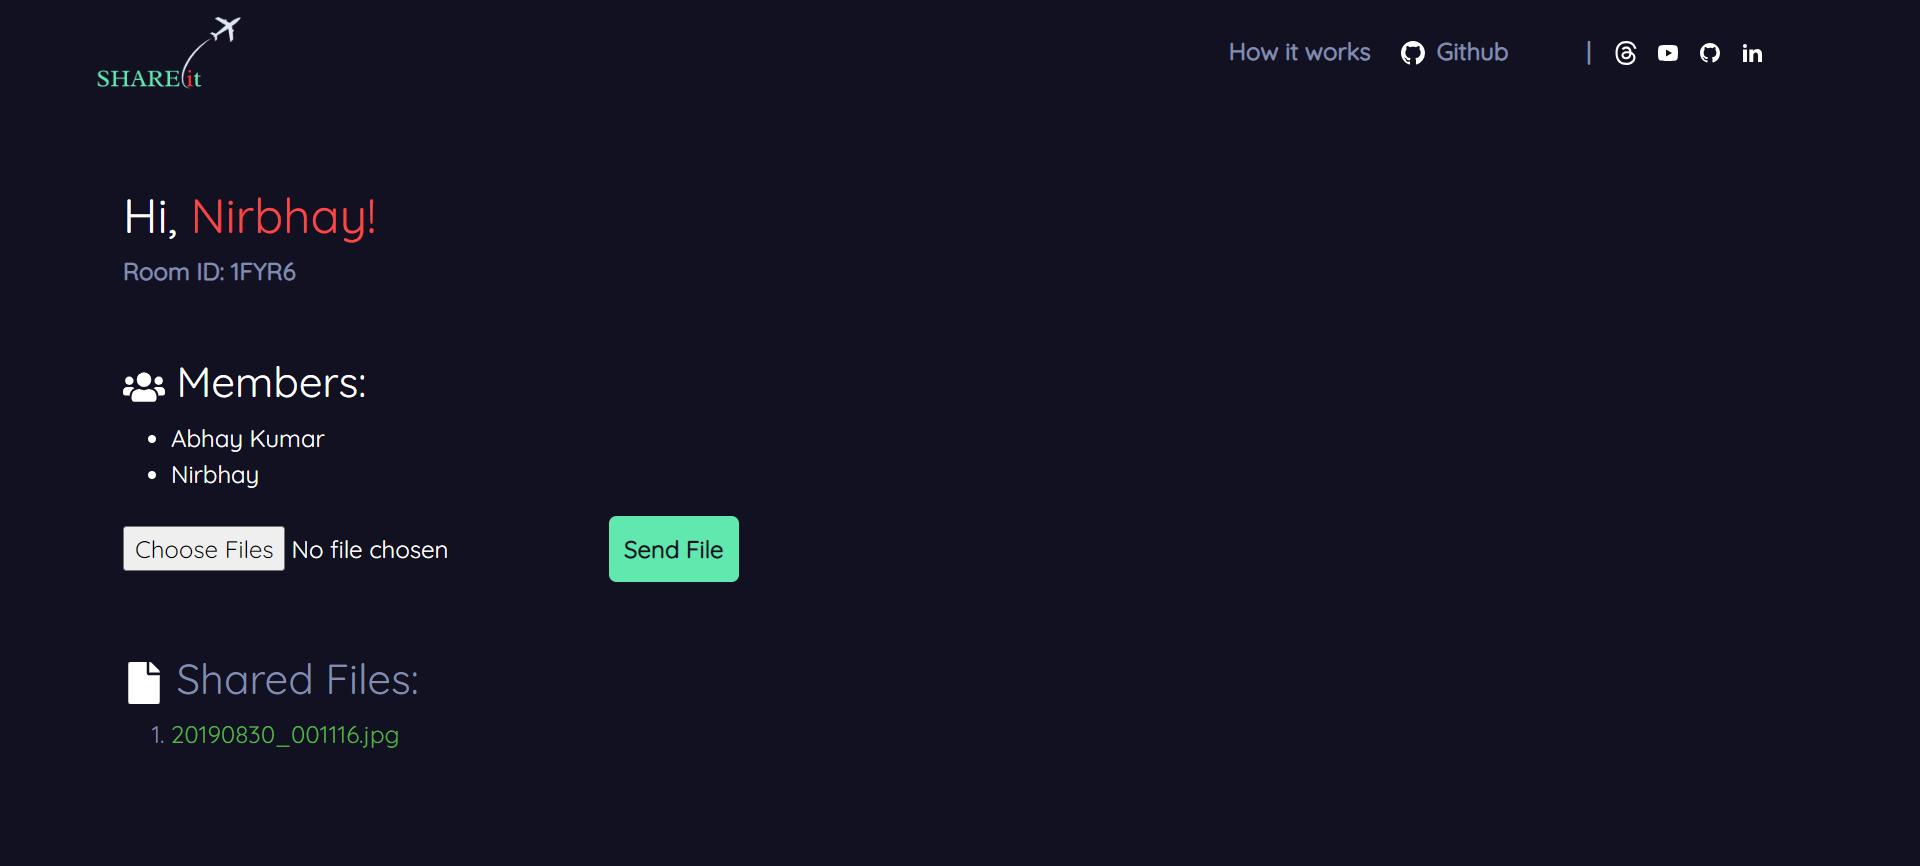 SHAREit
How it works Github |
Hi, Nirbhay!
Room ID: 1FYR6
Members:
• Abhay Kumar
• Nirbhay
Choose Files No file chosen Send File
Shared Files:
1. 20190830_001116.jpg